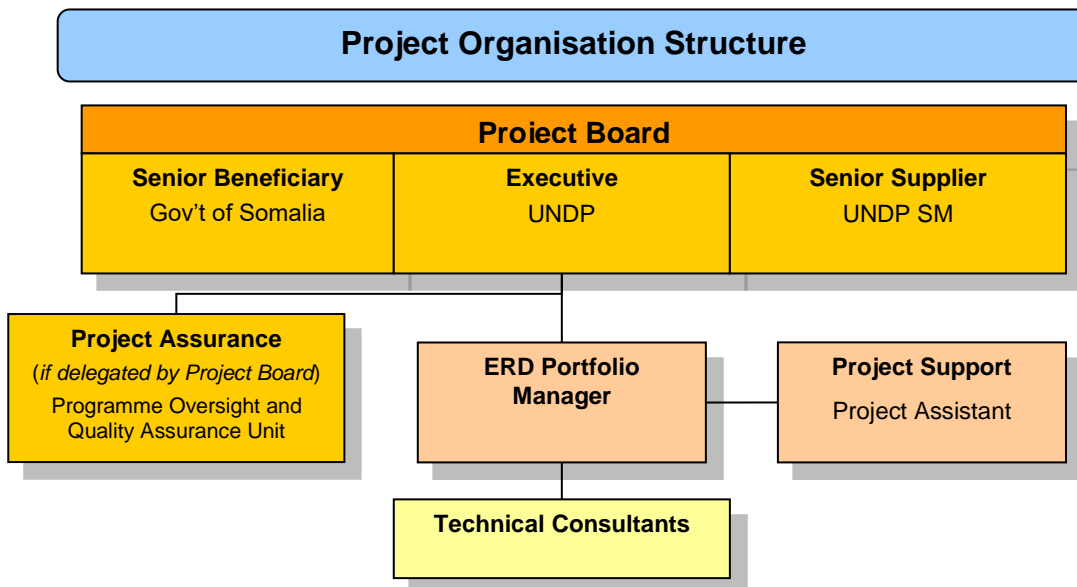 Project Organisation Structure
Project Board
Senior Beneficiary
Gov't of Somalia
Executive
UNDP
Senior Supplier
UNDP SM
Project Assurance
(if delegated by Project Board)
Programme Oversight and
Quality Assurance Unit
ERD Portfolio
Manager
Project Support
Project Assistant
Technical Consultants